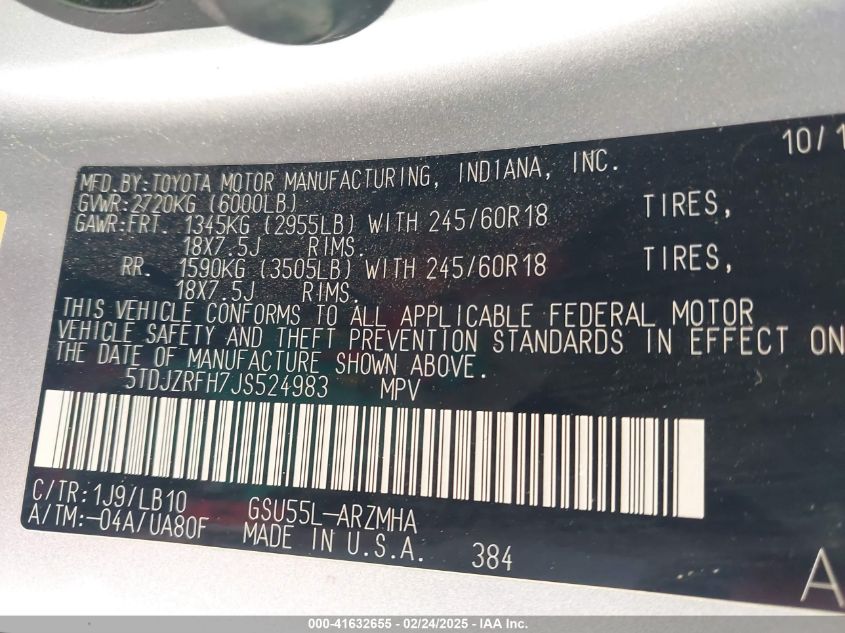 10/1
MFD.BY:TOYOTA MOTOR MANUFACTURING, INDIANA, INC.
GVWR:2720KG (6000LB)
GAWR:FRT. 1345KG (2955LB) WITH 245/60R18 TIRES,
18X7.5J RIMS.
RR. 1590KG (3505LB) WITH 245/60R18 TIRES,
18X7.5J RIMS.
THIS VEHICLE CONFORMS TO ALL APPLICABLE FEDERAL MOTOR
VEHICLE SAFETY AND THEFT PREVENTION STANDARDS IN EFFECT ON
THE DATE OF MANUFACTURE SHOWN ABOVE.
5TDJZRFH7JS524983 MPV
C/TR:1J9/LB10 GSU55L-ARZMHA
A/TM:-04A/UA80F MADE IN U.S.A. 384
A
000-41632655 - 02/24/2025 - IAA Inc.